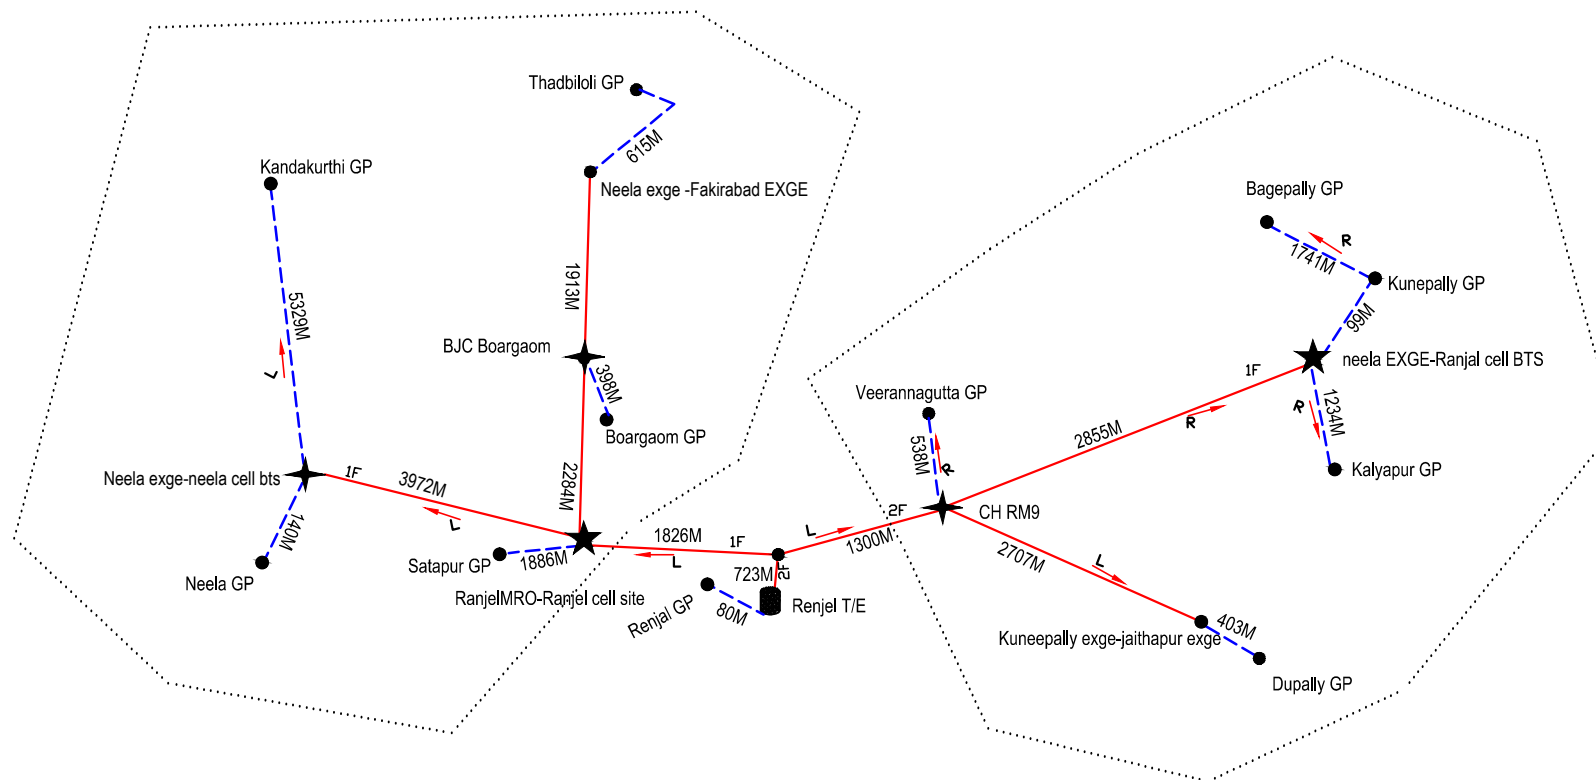 Thadbiloli GP
615M
Kandakurthi GP
Neela exge -Fakirabad EXGE
Bagepally GP
R
1741M
Kunepally GP
1913M
5329M
99M
BJC Boargaom
neela EXGE-Ranjal cell BTS
1F
L
398M
Veerannagutta GP
R
R
1234M
Boargaom GP
2855M
538M
R
Kalyapur GP
Neela exge-neela cell bts
1F
3972M
2284M
L
140M
2F
CH RM9
1826M
1F
L
1300M
Satapur GP
1886M
L
2707M
L
Neela GP
723M
2F
RanjelMRO-Ranjel cell site
Renjal GP
80M
Renjel T/E
403M
Kuneepally exge-jaithapur exge
Dupally GP